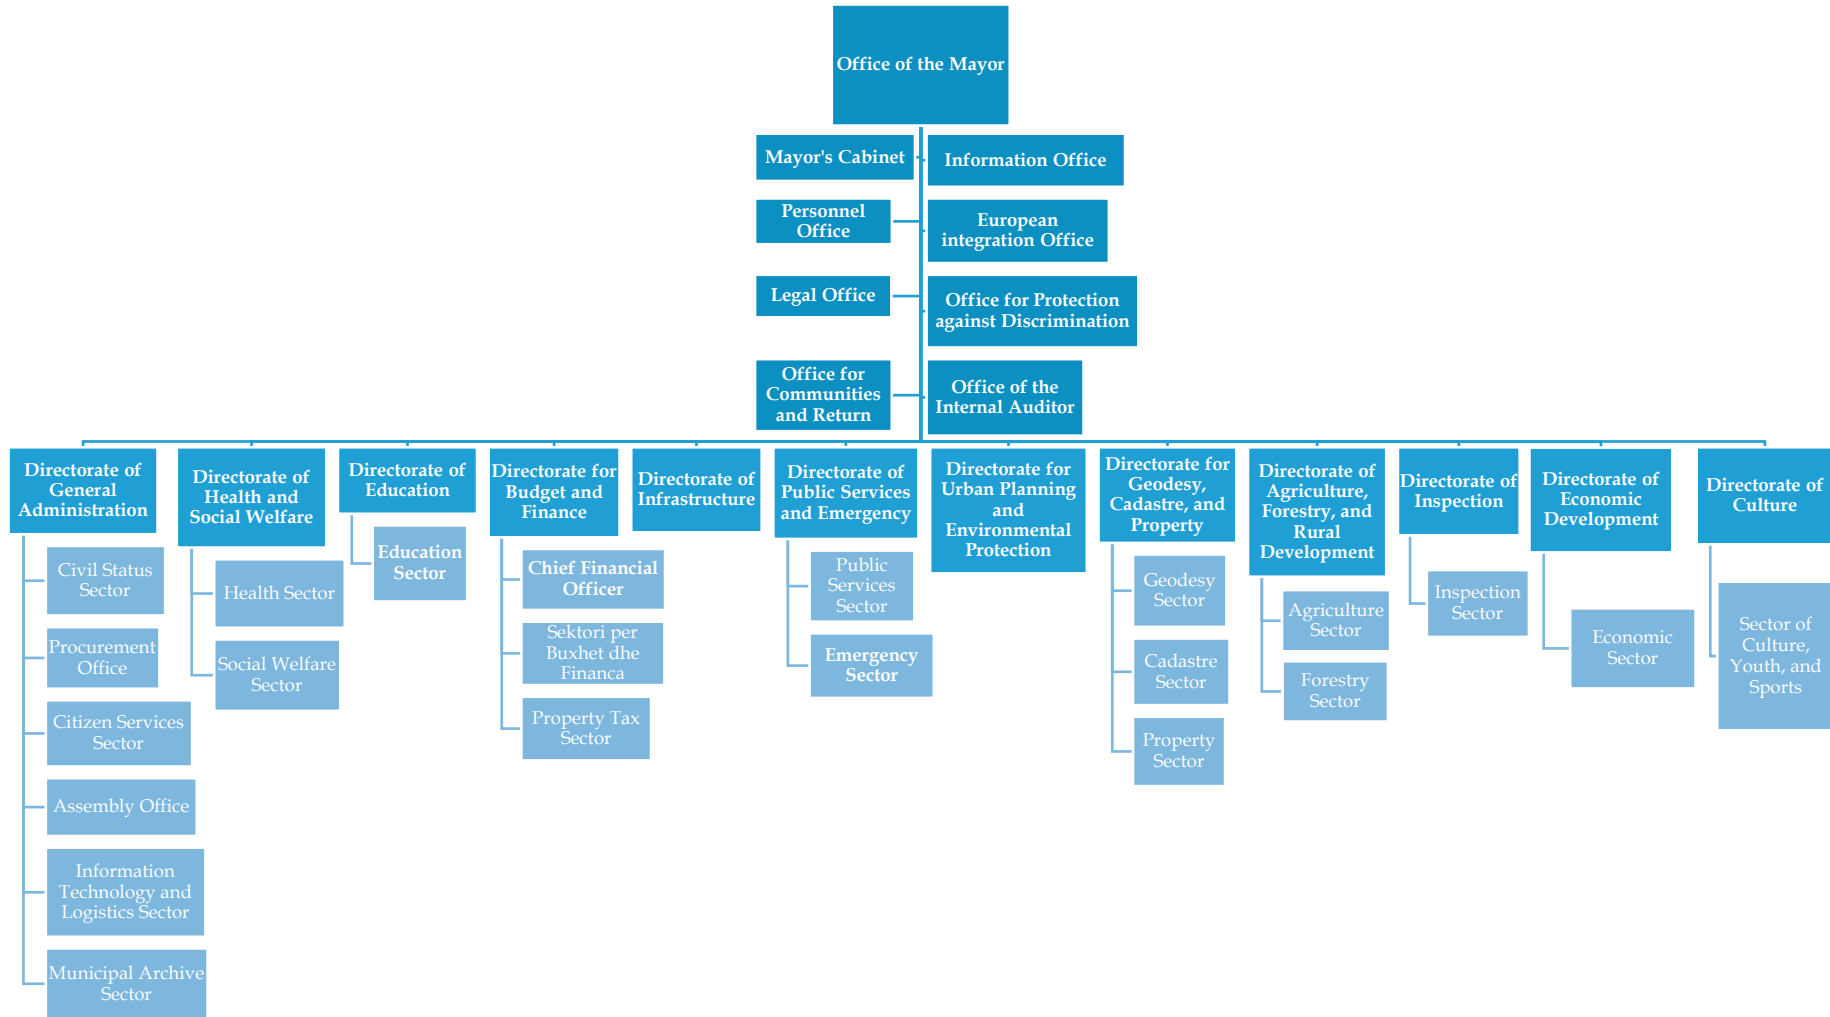 Office of the Mayor
Mayor's Cabinet
Information Office
Personnel
Office
European
integration Office
Legal Office
Office for Protection
against Discrimination
Office for
Communities
and Return
Office of the
Internal Auditor
Directorate of
General
Administration
Civil Status
Sector
Procurement
Office
Citizen Services
Sector
Assembly Office
Information
Technology and
Logistics Sector
Municipal Archive
Sector
Directorate of
Health and
Social Welfare
Health Sector
Social Welfare
Sector
Directorate of
Education
Education
Sector
Directorate for
Budget and
Finance
Chief Financial
Officer
Sektori per
Buxhet dhe
Financa
Property Tax
Sector
Directorate of
Infrastructure
Directorate of
Public Services
and Emergency
Public
Services
Sector
Emergency
Sector
Directorate for
Urban Planning
and
Environmental
Protection
Directorate for
Geodesy,
Cadastre, and
Property
Geodesy
Sector
Cadastre
Sector
Property
Sector
Directorate of
Agriculture,
Forestry, and
Rural
Development
Agriculture
Sector
Forestry
Sector
Directorate of
Inspection
Inspection
Sector
Directorate of
Economic
Development
Economic
Sector
Directorate of
Culture
Sector of
Culture,
Youth, and
Sports